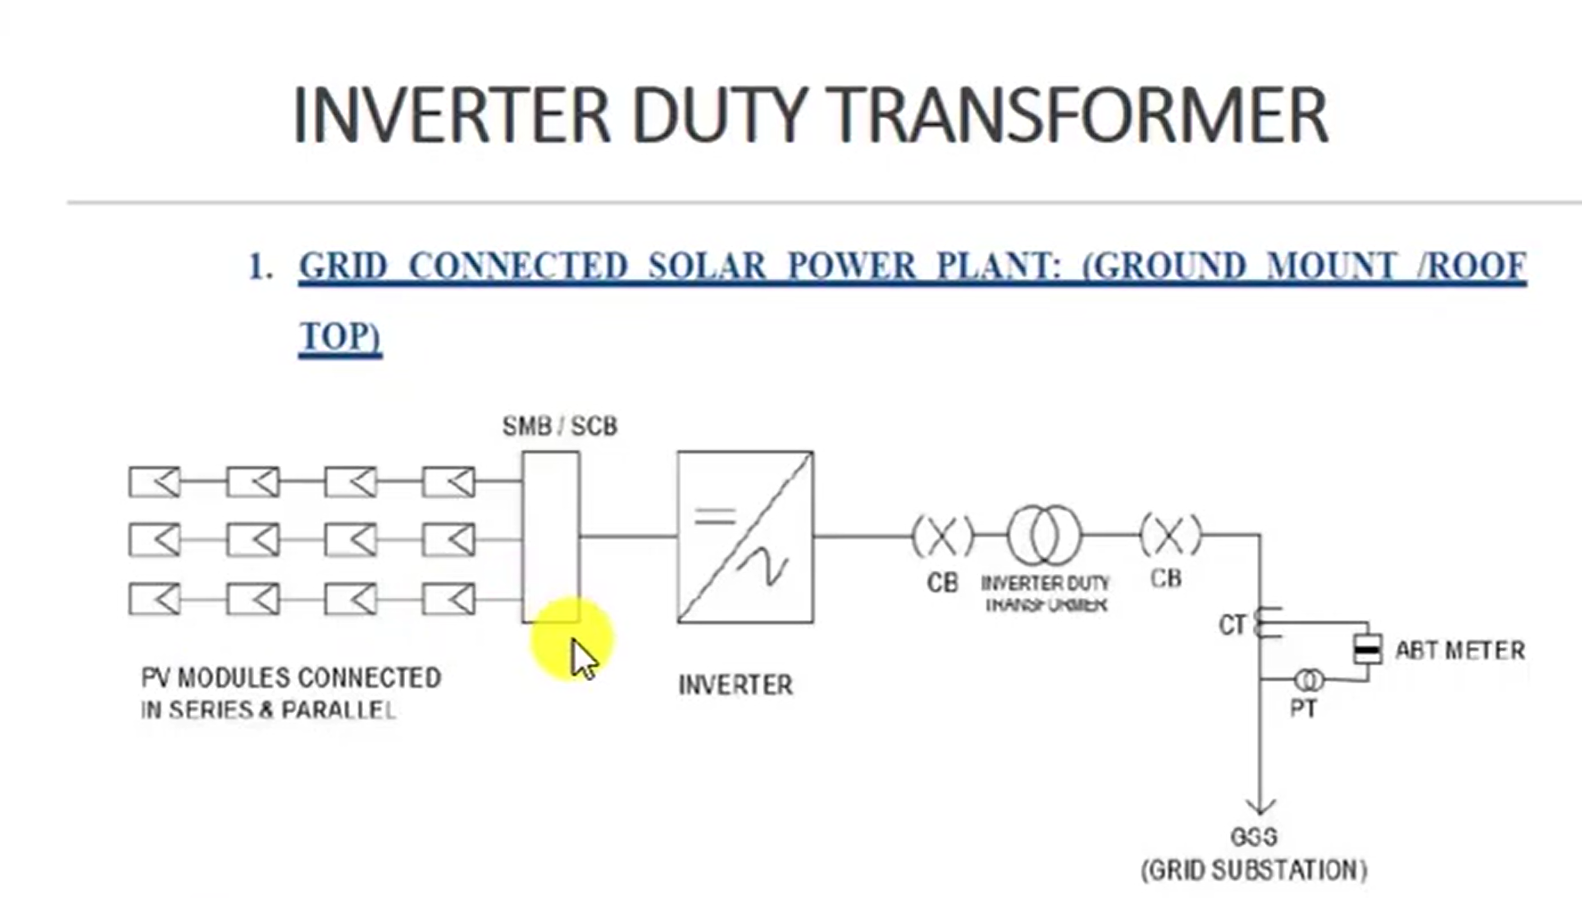 INVERTER DUTY TRANSFORMER
1. GRID CONNECTED SOLAR POWER PLANT: (GROUND MOUNT /ROOF
TOP)
SMB / SCB
PV MODULES CONNECTED
IN SERIES & PARALLEL
INVERTER
CB
INVERTER DUTY
TRANSFORMER
CB
CT
ABT METER
PT
GSS
(GRID SUBSTATION)